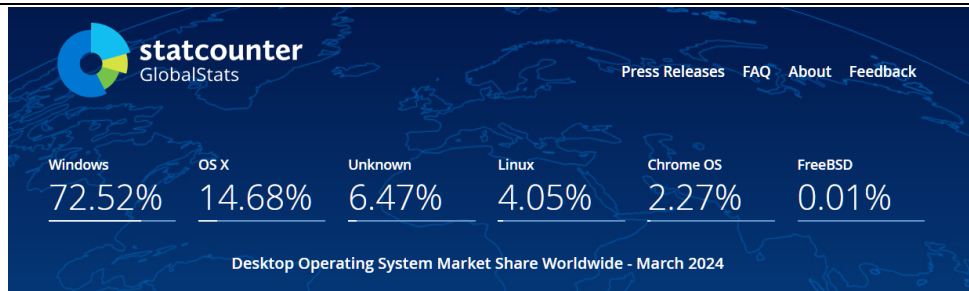 statcounter
GlobalStats
Press Releases FAQ About Feedback
Windows OS X Unknown Linux Chrome OS FreeBSD
72.52% 14.68% 6.47% 4.05% 2.27% 0.01%
Desktop Operating System Market Share Worldwide - March 2024